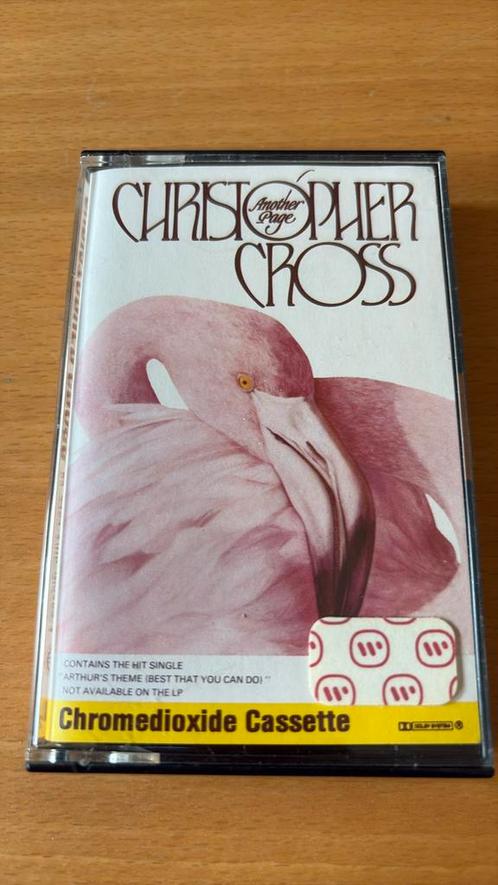 CHRISTOPHER
Another
Page
CROSS
CONTAINS THE HIT SINGLE
"ARTHUR'S THEME (BEST THAT YOU CAN DO)"
NOT AVAILABLE ON THE LP
Chromedioxide Cassette
DOLBY SYSTEM ®